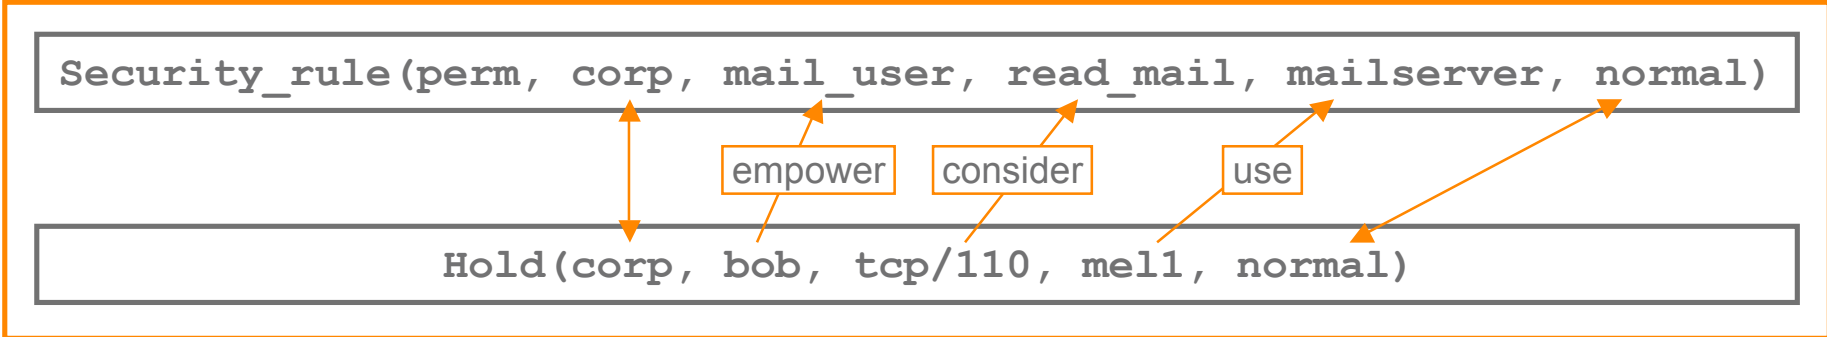 Security_rule(perm, corp, mail_user, read_mail, mailserver, normal)
empower consider use
Hold(corp, bob, tcp/110, mel1, normal)